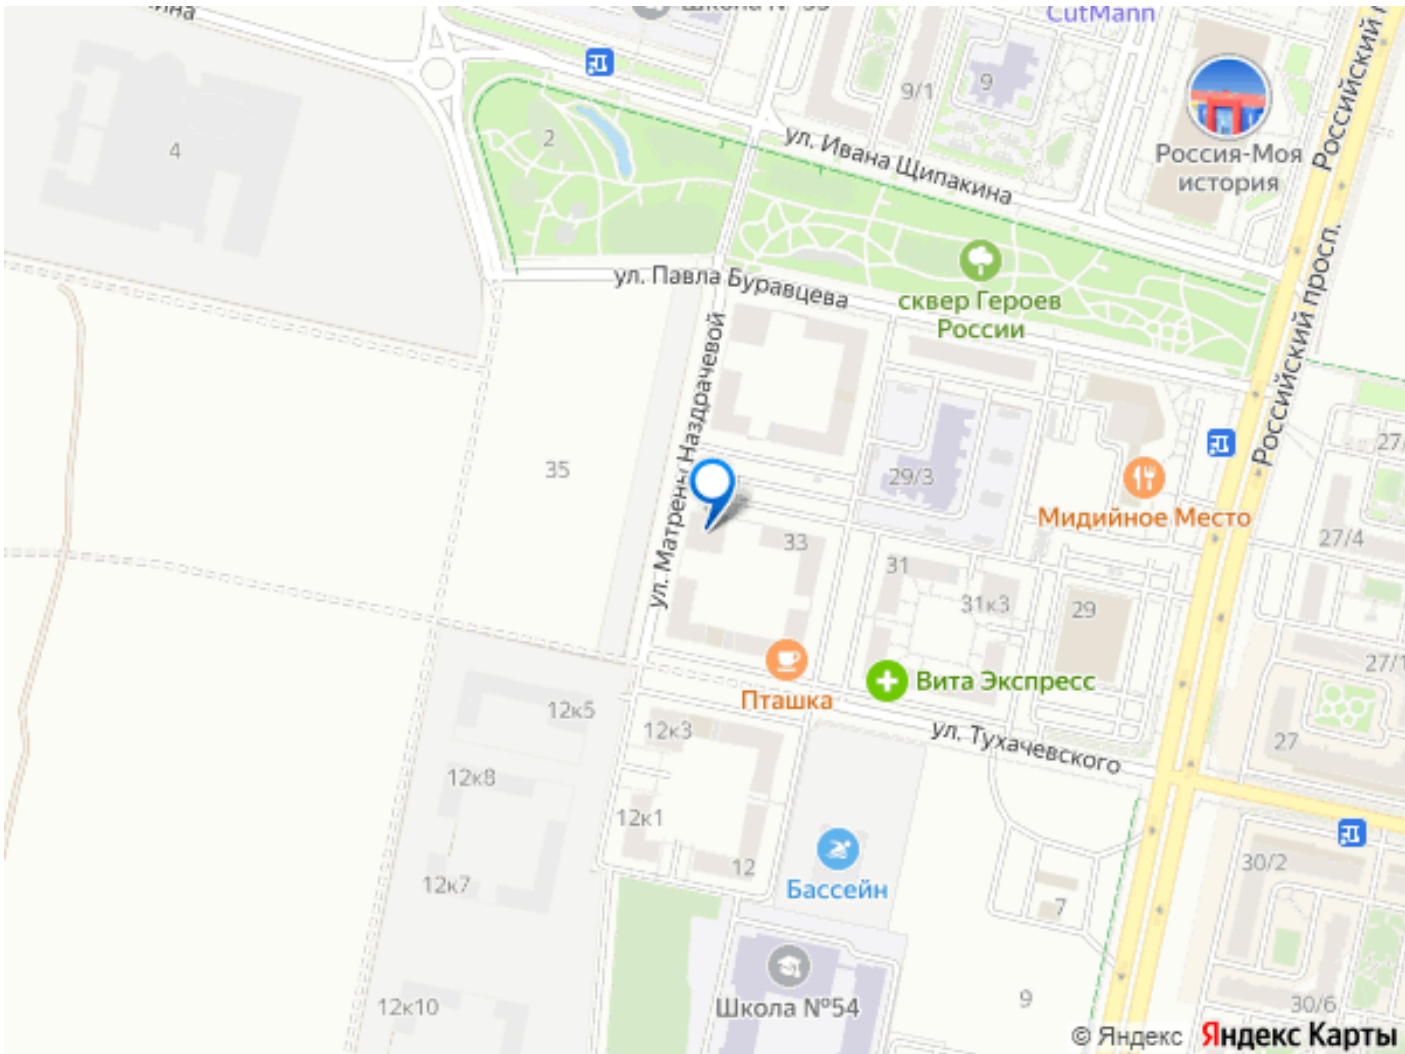 CutMann
Российский
9/1
9
4
2
ул. Ивана Щипакина
Россия-Моя
история
Российский просп.
ул. Павла Буравцева
сквер Героев
России
ул. Матрены Наздрачевой
35
29/3
Мидийное Место
27/4
33
31
31к3
29
27/1
Пташка
Вита Экспресс
12к5
12к3
ул. Тухачевского
27
12к8
12к1
12
12к7
Бассейн
30/2
7
Школа №54
9
12к10
30/6
© Яндекс Яндекс Карты